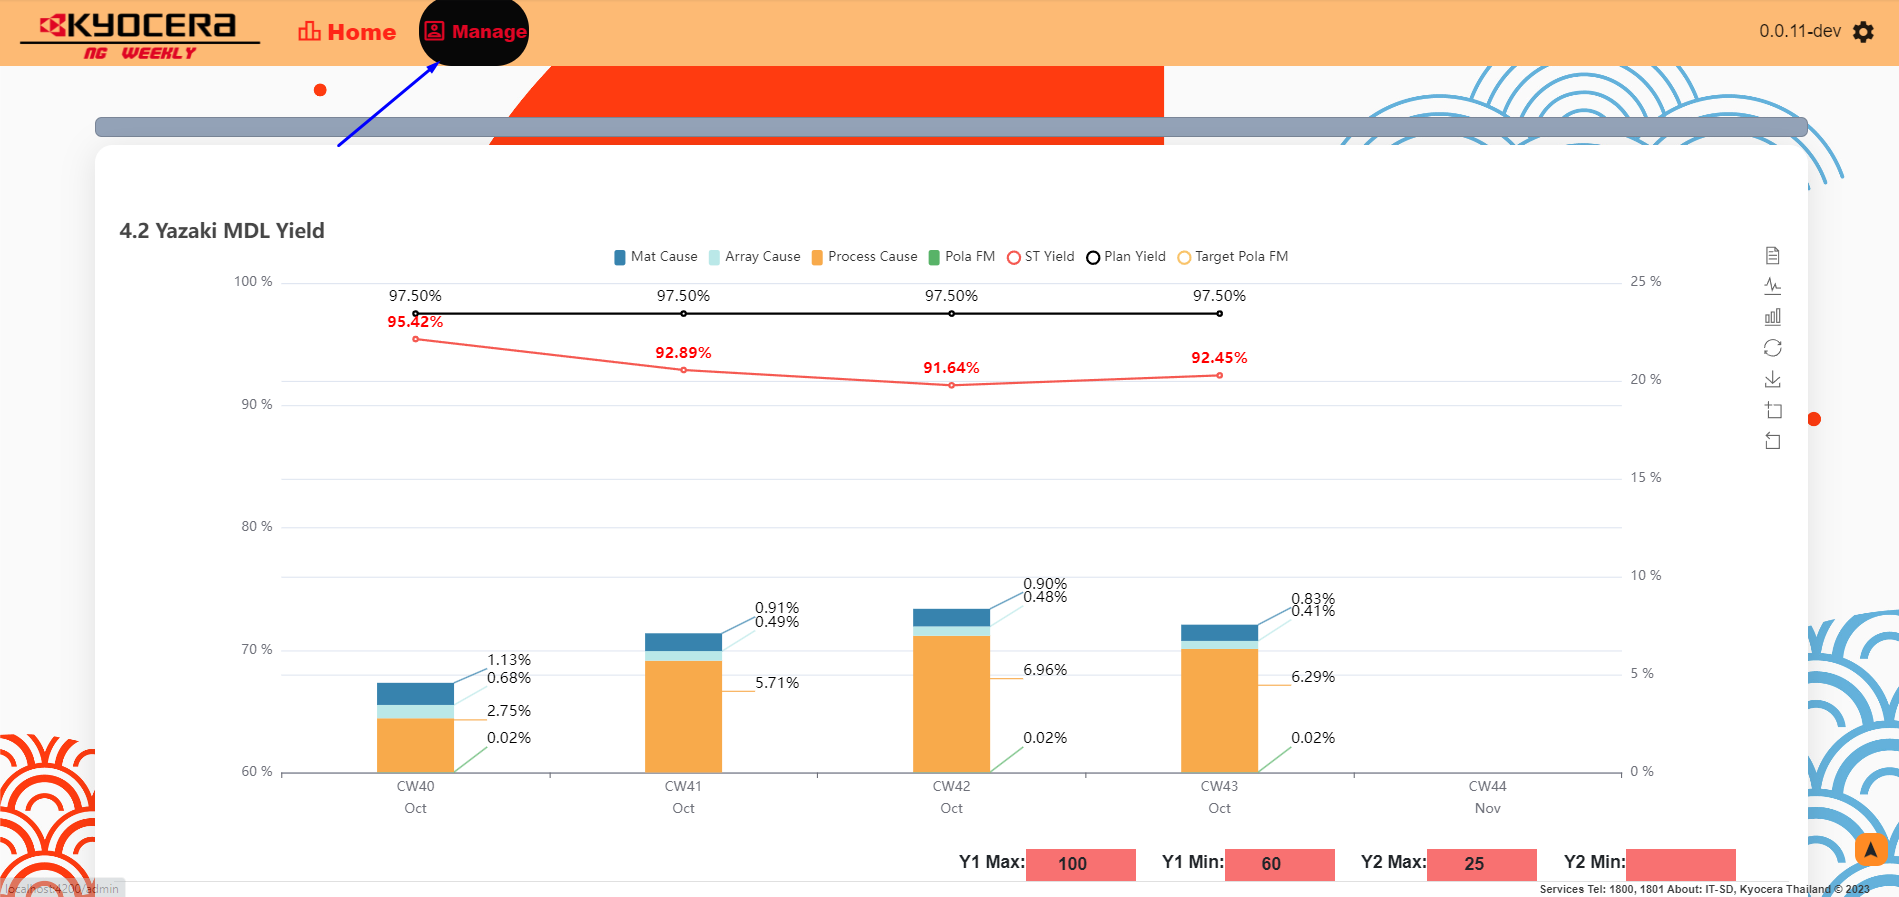 KYOCERA
NG WEEKLY
Home
Manage
0.0.11-dev
4.2 Yazaki MDL Yield
Mat Cause Array Cause Process Cause Pola FM ST Yield Plan Yield Target Pola FM
100 %
25 %
97.50% 97.50% 97.50% 97.50%
95.42%
92.89%
91.64%
92.45%
20 %
90 %
15 %
80 %
10 %
0.90%
0.48%
0.83%
0.41%
0.91%
0.49%
70 %
1.13%
0.68%
5 %
5.71%
6.96%
6.29%
2.75%
0.02%
0.02%
0.02%
60 %
0 %
CW40 CW41 CW42 CW43 CW44
Oct Oct Oct Oct Nov
Y1 Max: 100 Y1 Min: 60 Y2 Max: 25 Y2 Min:
localhost:4200/admin
Services Tel: 1800, 1801 About: IT-SD, Kyocera Thailand © 2023